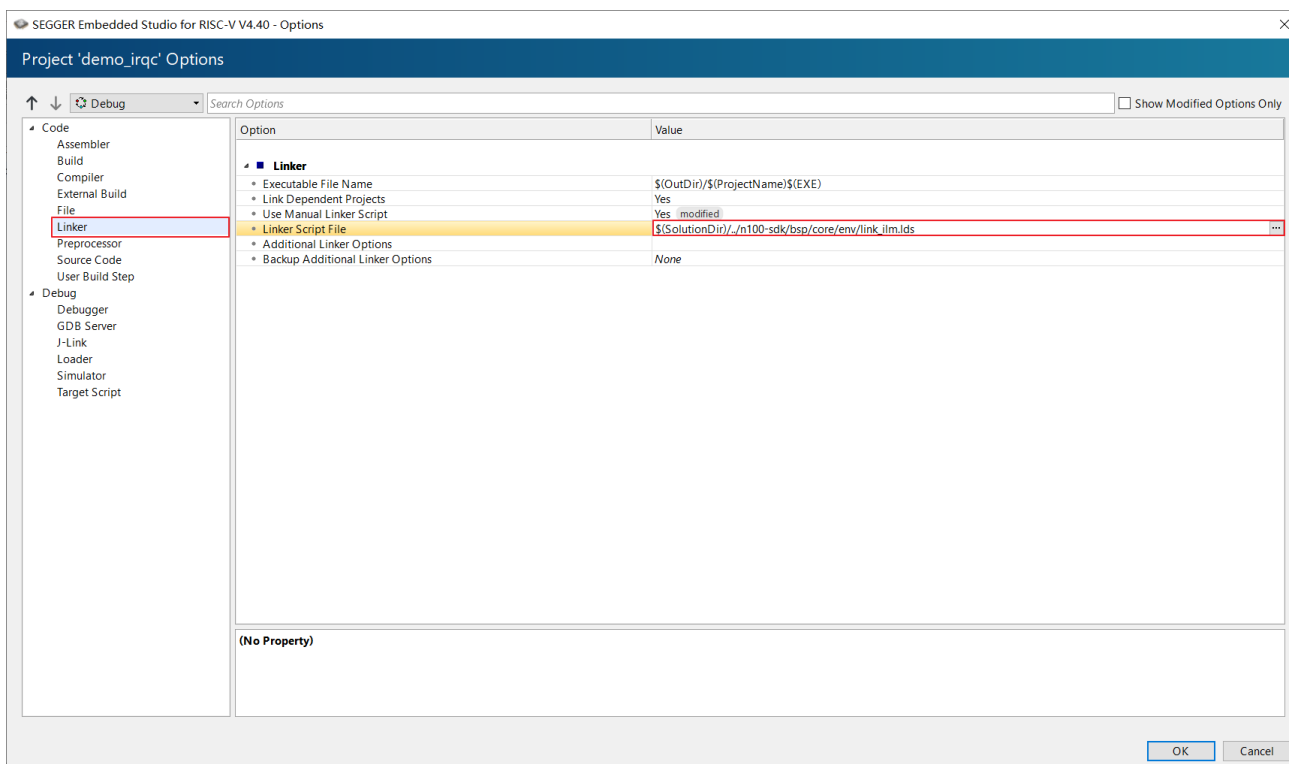 SEGGER Embedded Studio for RISC-V V4.40 - Options
Project 'demo_irqc' Options
Debug Search Options Show Modified Options Only
Code
Assembler
Build
Compiler
External Build
File
Linker
Preprocessor
Source Code
User Build Step
Debug
Debugger
GDB Server
J-Link
Loader
Simulator
Target Script
Option Value
Linker
Executable File Name $(OutDir)/$(ProjectName)$(EXE)
Link Dependent Projects Yes
Use Manual Linker Script Yes modified
Linker Script File $(SolutionDir)/../n100-sdk/bsp/core/env/link_ilm.lds ...
Additional Linker Options
Backup Additional Linker Options None
(No Property)
OK Cancel